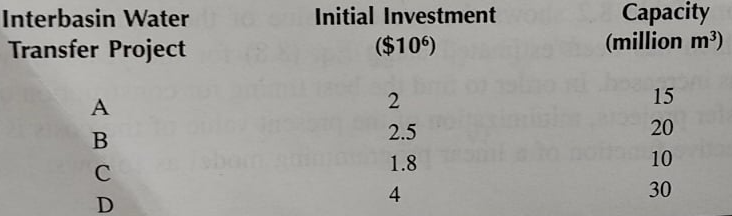 Interbasin Water Initial Investment Capacity
Transfer Project ($10⁶) (million m³)
A 2 15
B 2.5 20
C 1.8 10
D 4 30